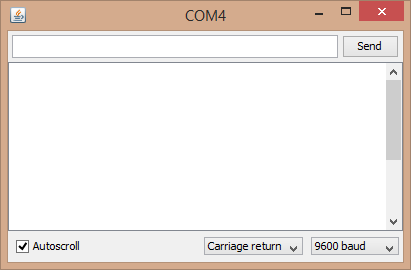 COM4
Send
Autoscroll
Carriage return
9600 baud